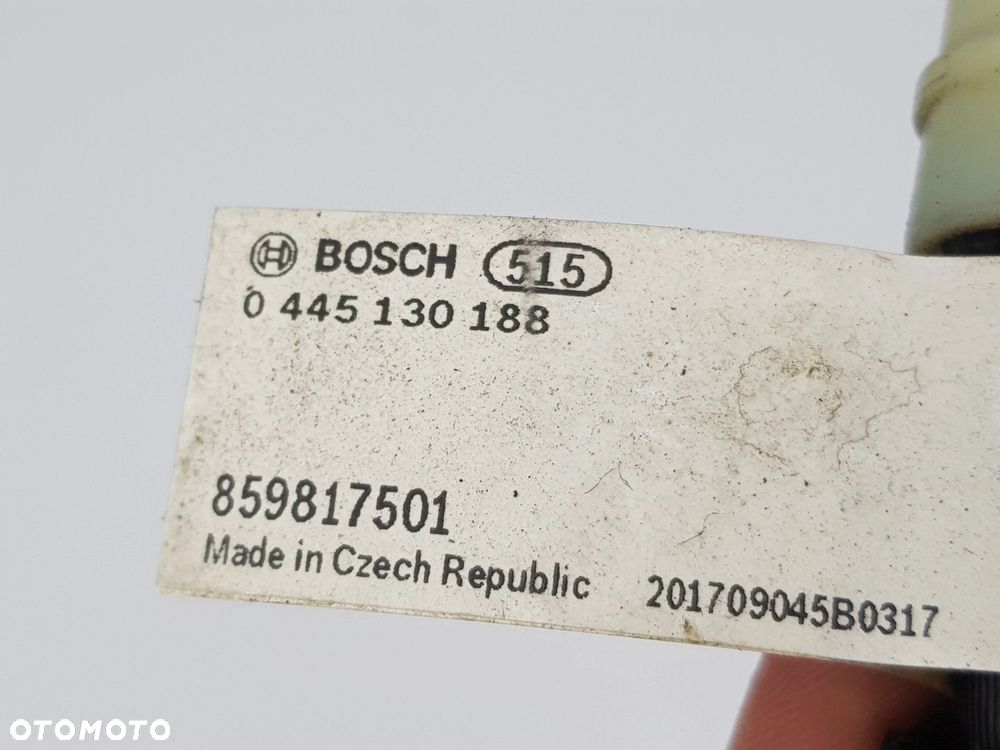 BOSCH 515
0 445 130 188
859817501
Made in Czech Republic 201709045B0317
OTOMOTO